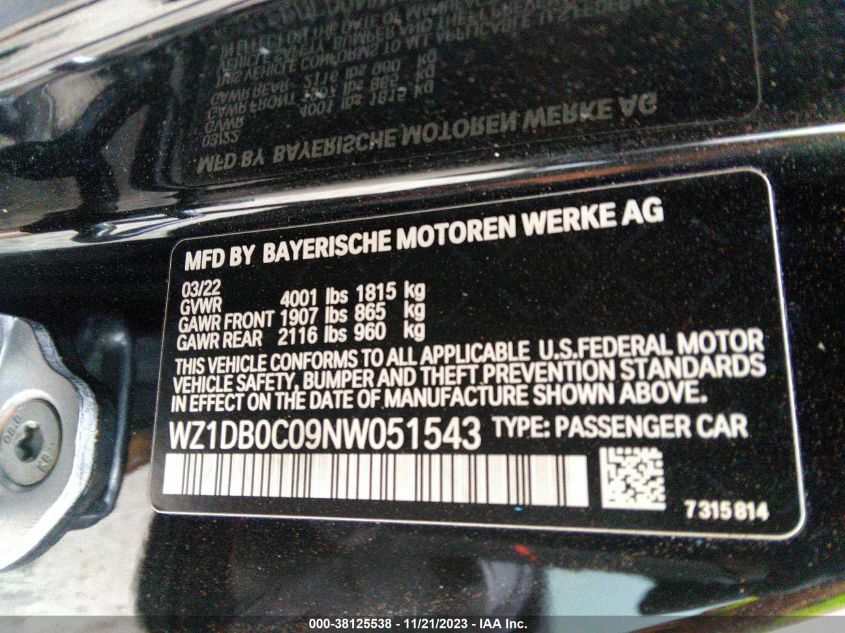 MFD BY BAYERISCHE MOTOREN WERKE AG
03/22
GVWR 4001 lbs 1815 kg
GAWR FRONT 1907 lbs 865 kg
GAWR REAR 2116 lbs 960 kg
THIS VEHICLE CONFORMS TO ALL APPLICABLE U.S.FEDERAL MOTOR
VEHICLE SAFETY, BUMPER AND THEFT PREVENTION STANDARDS
IN EFFECT ON THE DATE OF MANUFACTURE SHOWN ABOVE.
WZ1DB0C09NW051543 TYPE: PASSENGER CAR
7315814
000-38125538 - 11/21/2023 - IAA Inc.